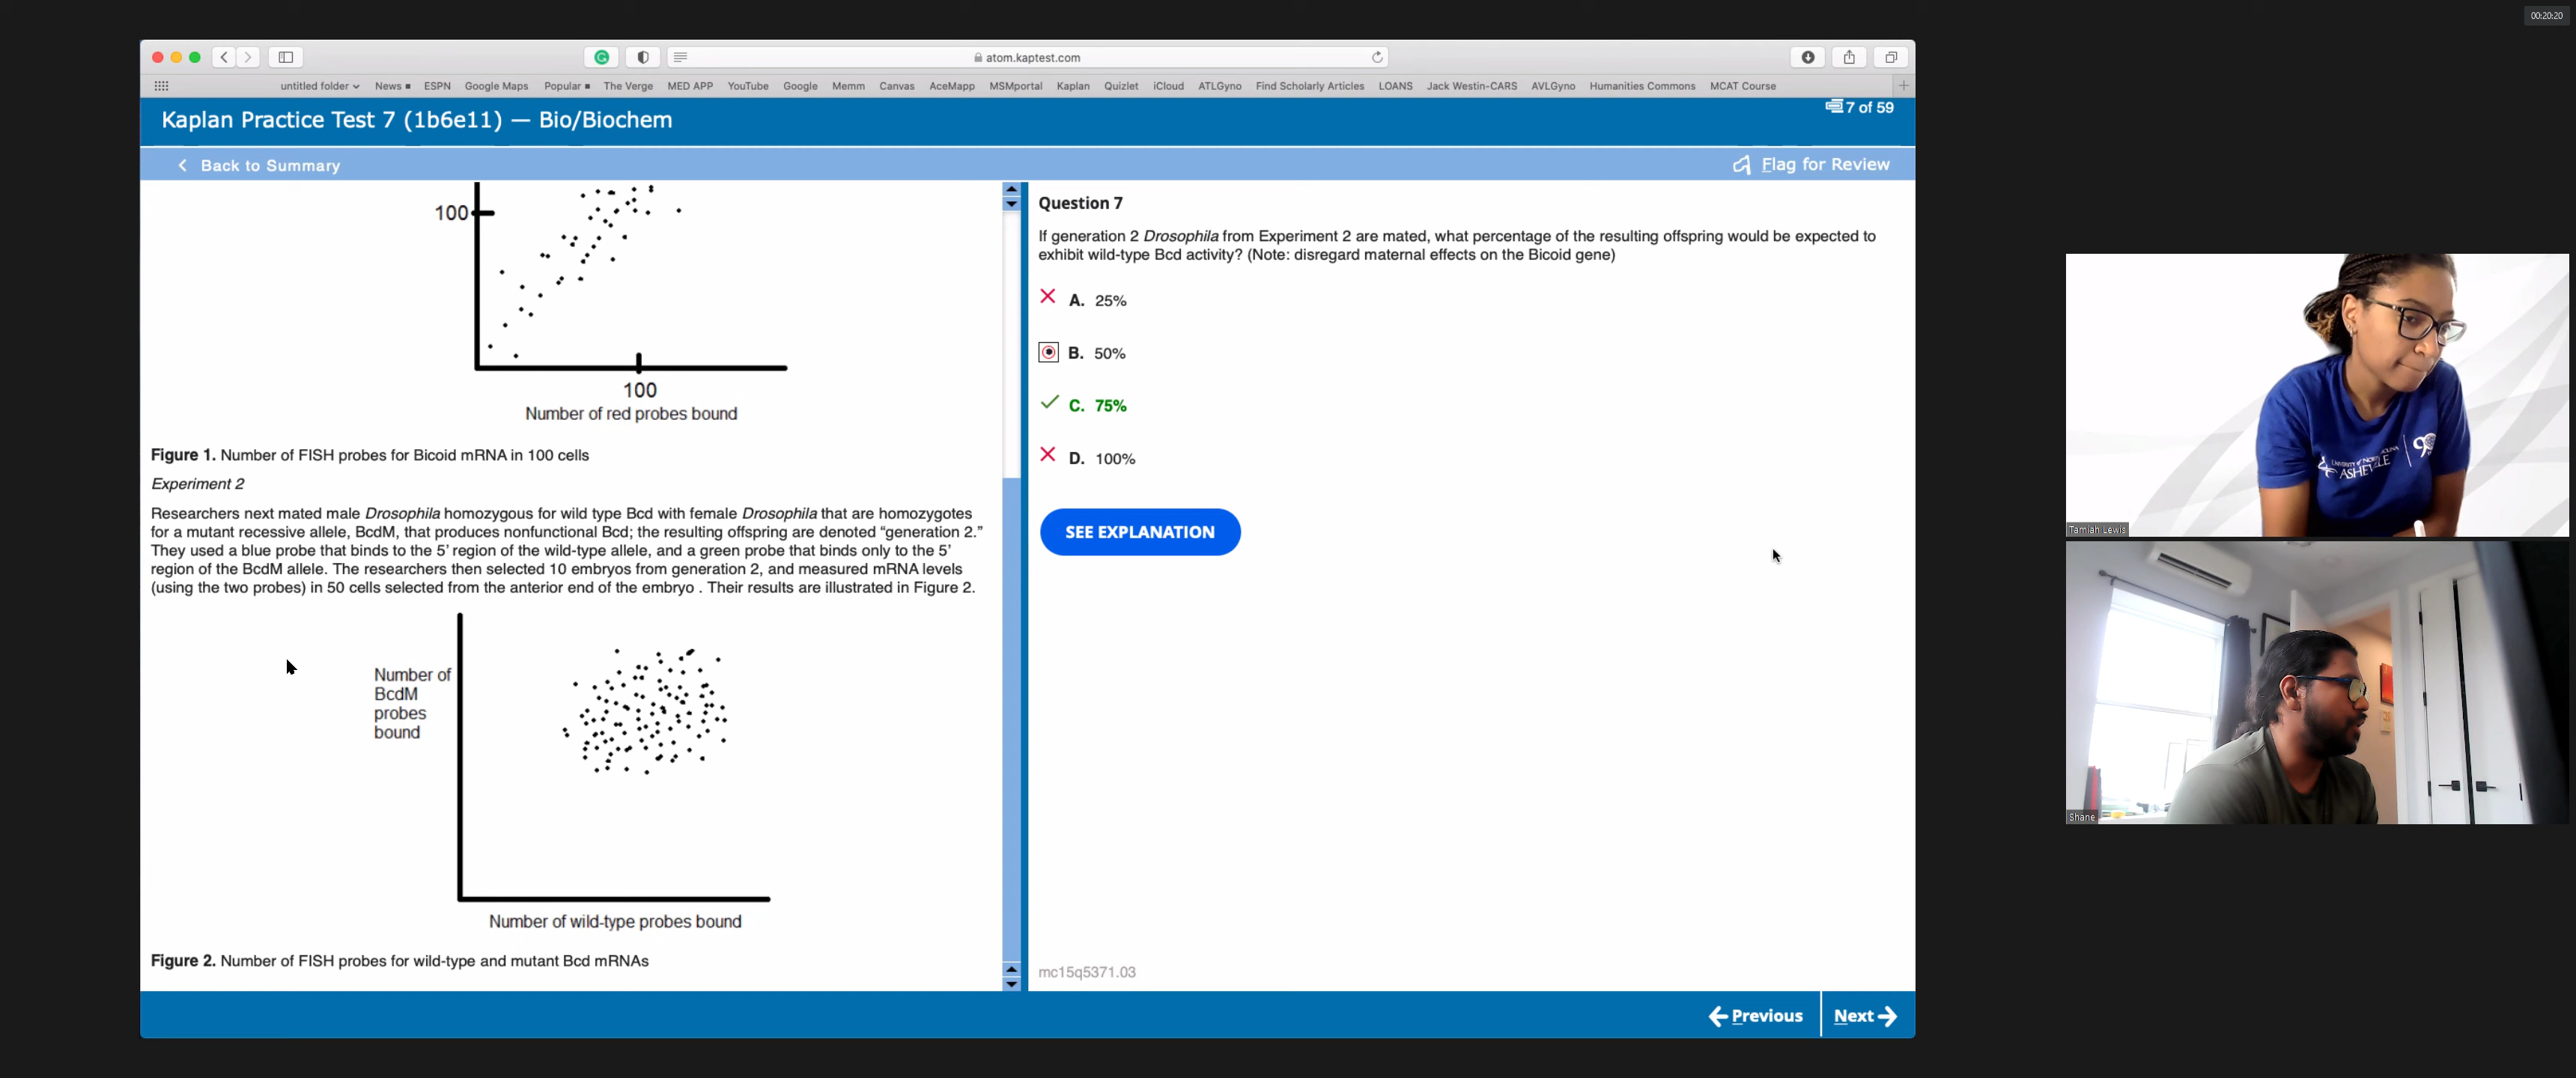 00:20:20
atom.kaptest.com
untitled folder News ESPN Google Maps Popular The Verge MED APP YouTube Google Memm Canvas AceMapp MSMportal Kaplan Quizlet iCloud ATLGyno Find Scholarly Articles LOANS Jack Westin-CARS AVLGyno Humanities Commons MCAT Course
Kaplan Practice Test 7 (1b6e11) — Bio/Biochem
7 of 59
Back to Summary
Flag for Review
100
100
Number of red probes bound
Figure 1. Number of FISH probes for Bicoid mRNA in 100 cells
Experiment 2
Researchers next mated male Drosophila homozygous for wild type Bcd with female Drosophila that are homozygotes
for a mutant recessive allele, BcdM, that produces nonfunctional Bcd; the resulting offspring are denoted “generation 2.”
They used a blue probe that binds to the 5’ region of the wild-type allele, and a green probe that binds only to the 5’
region of the BcdM allele. The researchers then selected 10 embryos from generation 2, and measured mRNA levels
(using the two probes) in 50 cells selected from the anterior end of the embryo . Their results are illustrated in Figure 2.
Number of
BcdM
probes
bound
Number of wild-type probes bound
Figure 2. Number of FISH probes for wild-type and mutant Bcd mRNAs
Question 7
If generation 2 Drosophila from Experiment 2 are mated, what percentage of the resulting offspring would be expected to
exhibit wild-type Bcd activity? (Note: disregard maternal effects on the Bicoid gene)
A. 25%
B. 50%
C. 75%
D. 100%
SEE EXPLANATION
mc15q5371.03
Previous
Next
UNIVERSITY OF NORTH CAROLINA
ASHEVILLE
Tamiah Lewis
Shane